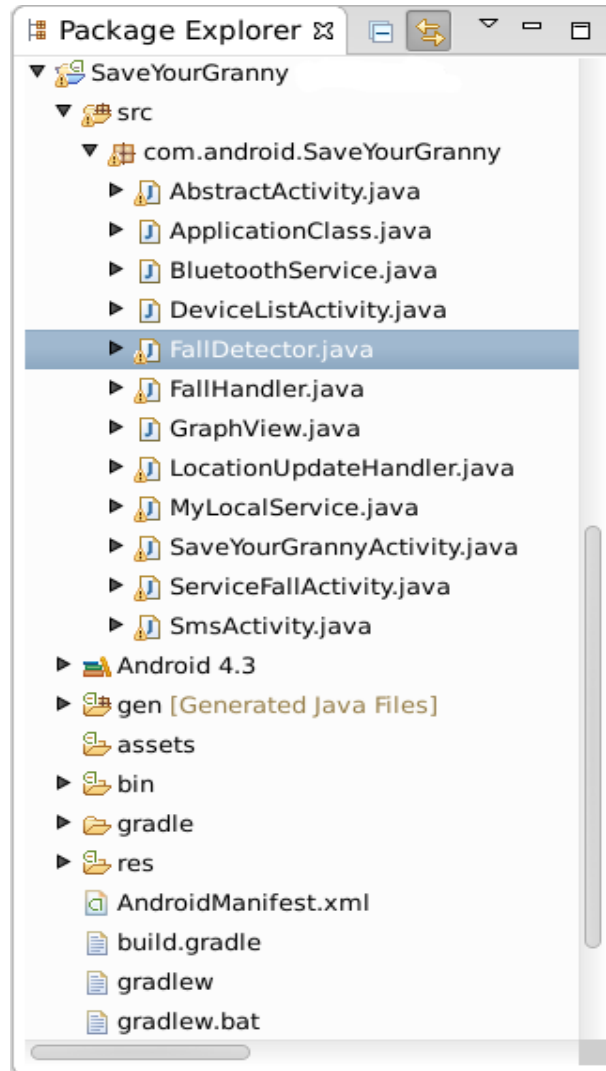 Package Explorer
SaveYourGranny
src
com.android.SaveYourGranny
AbstractActivity.java
ApplicationClass.java
BluetoothService.java
DeviceListActivity.java
FallDetector.java
FallHandler.java
GraphView.java
LocationUpdateHandler.java
MyLocalService.java
SaveYourGrannyActivity.java
ServiceFallActivity.java
SmsActivity.java
Android 4.3
gen [Generated Java Files]
assets
bin
gradle
res
AndroidManifest.xml
build.gradle
gradlew
gradlew.bat